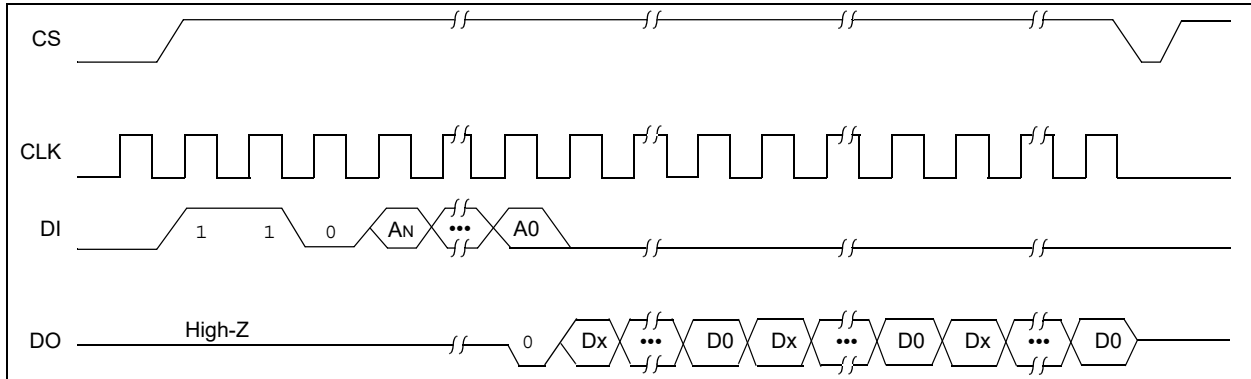 CS
CLK
DI 1 1 0 AN ••• A0
High-Z
DO 0 Dx ••• D0 Dx ••• D0 Dx ••• D0